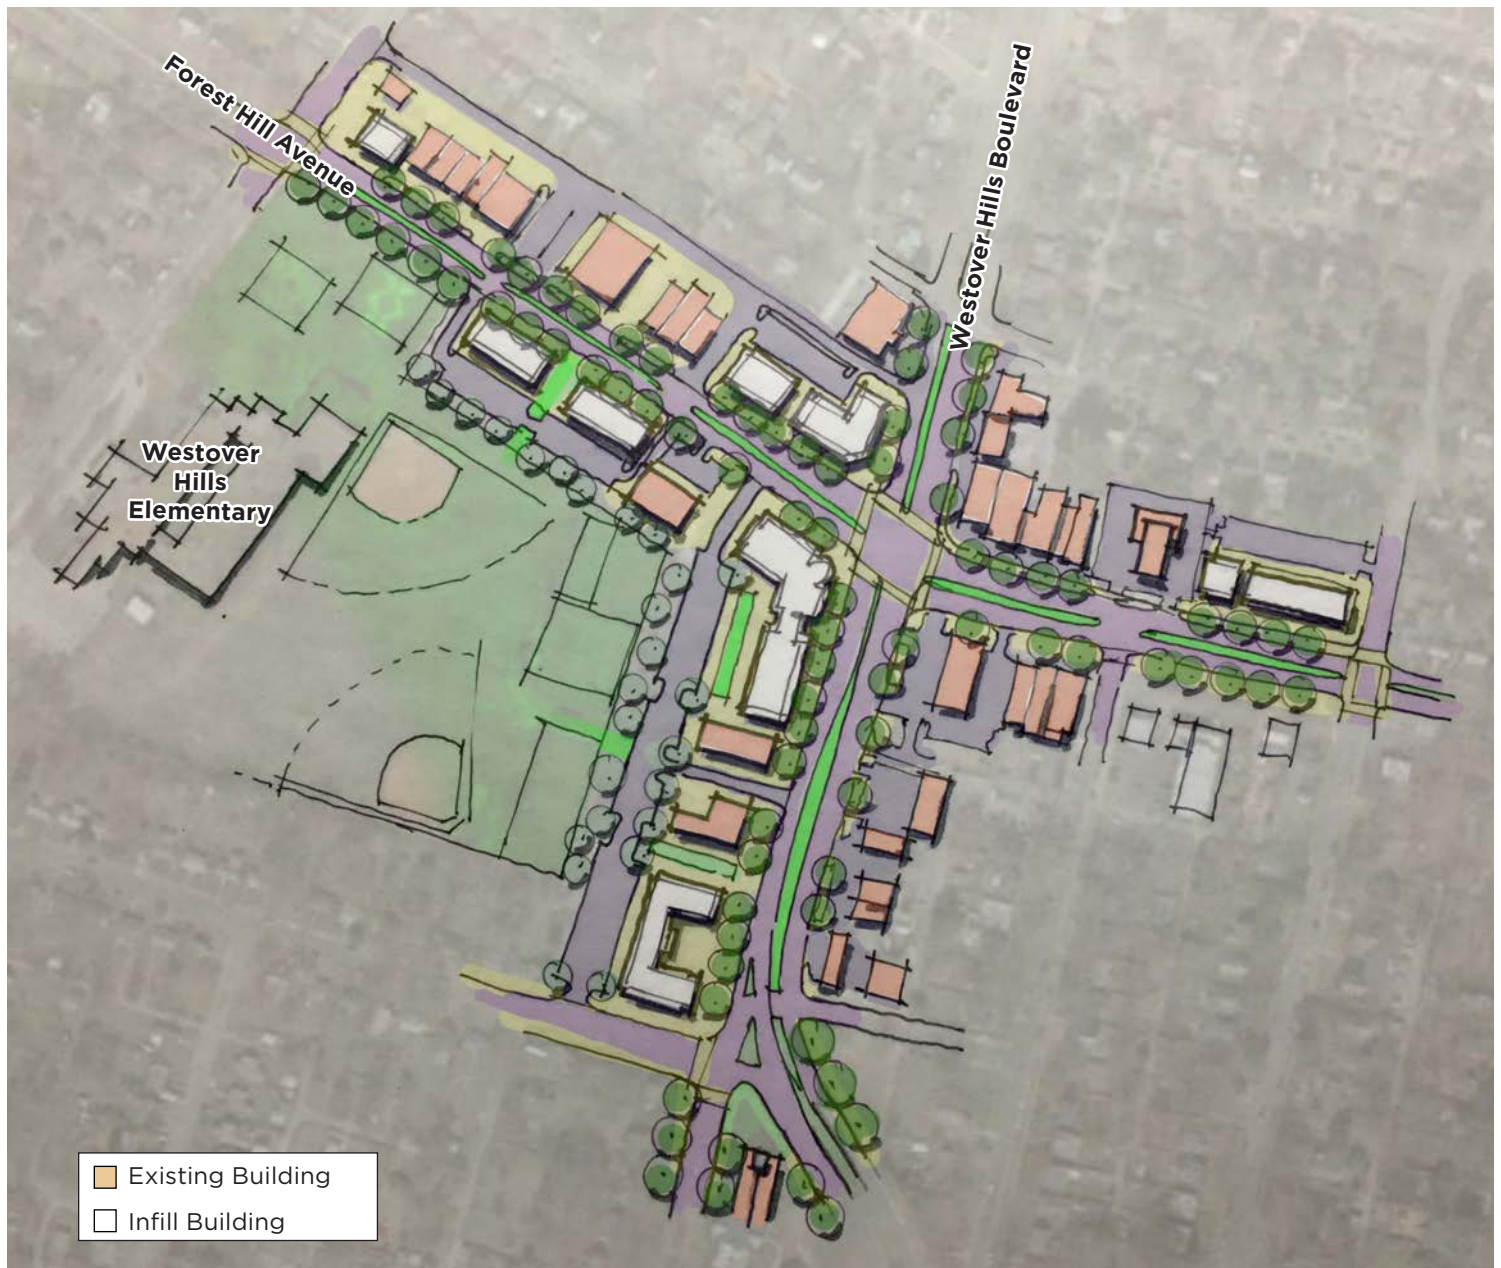 Forest Hill Avenue
Westover Hills Boulevard
Westover
Hills
Elementary
Existing Building
Infill Building